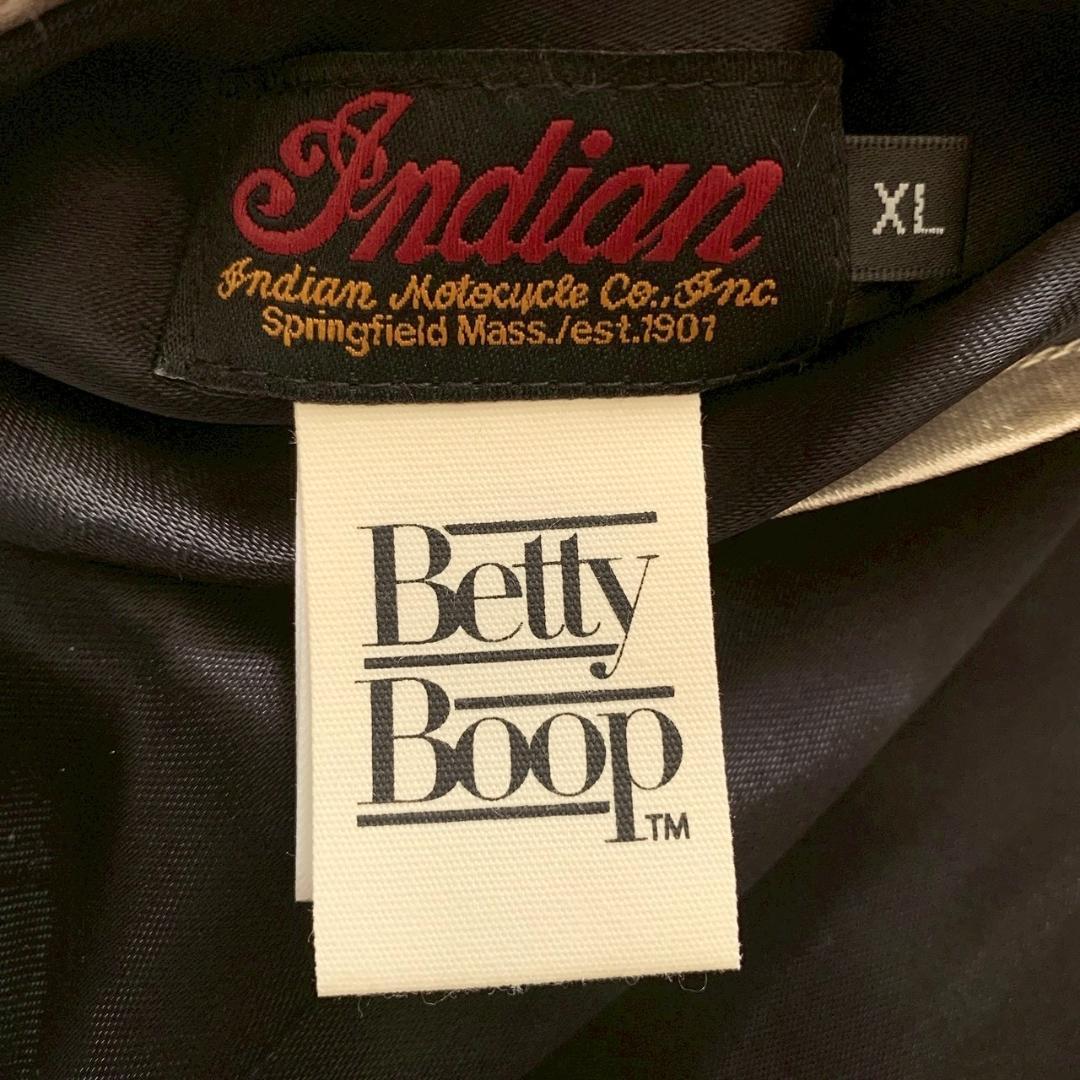 Indian
XL
Indian Motocycle Co., Inc.
Springfield Mass./est.1901
Betty
Boop
TM